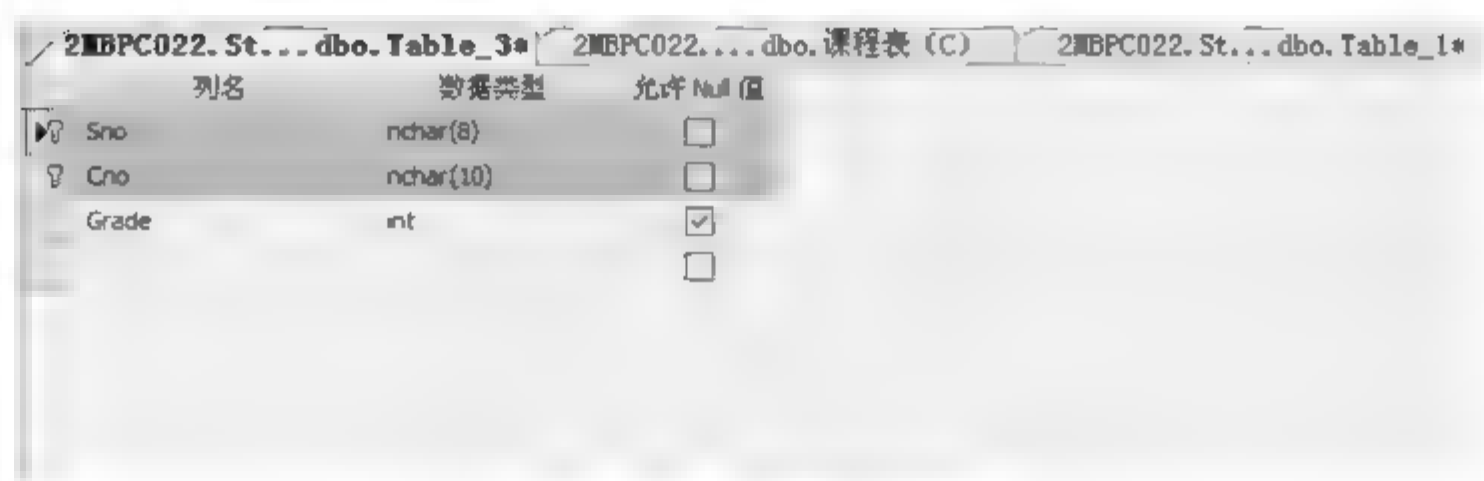 2MBPC022.St...dbo.Table_3* 2MBPC022....dbo.课程表(C) 2MBPC022.St...dbo.Table_1*
列名 数据类型 允许 Null 值
Sno nchar(8)
Cno nchar(10)
Grade int